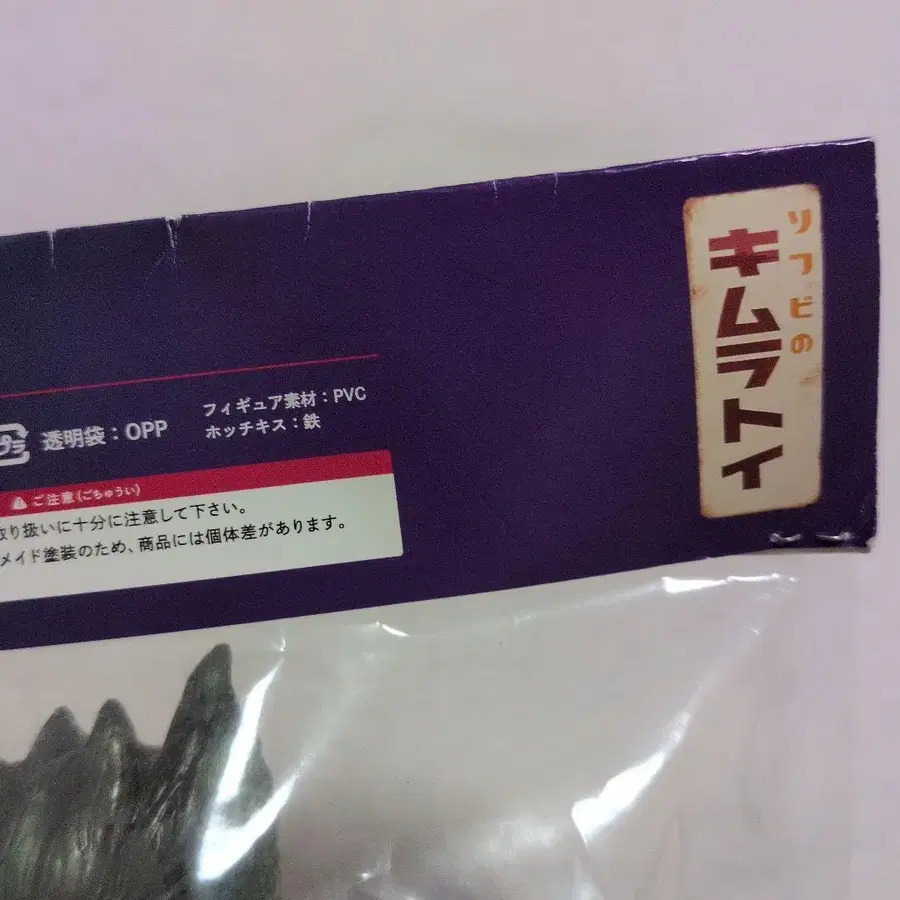 ソフビの
キムラトイ
プラ
透明袋：OPP
フィギュア素材：PVC
ホッチキス：鉄
ご注意(ごちゅうい)
取り扱いに十分に注意して下さい。
メイド塗装のため、商品には個体差があります。